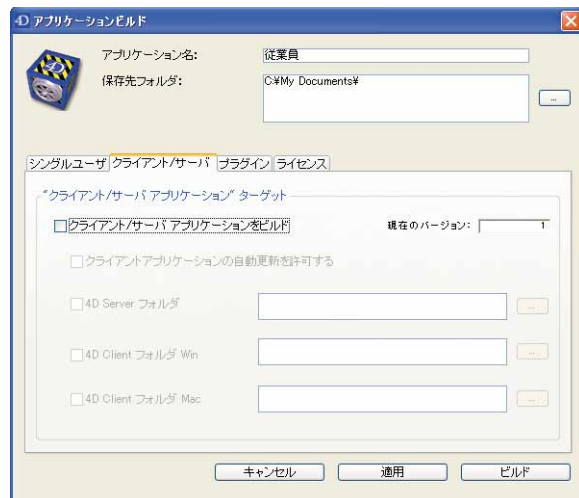 4D アプリケーションビルド
アプリケーション名: 従業員
保存先フォルダ: C:¥My Documents¥
...
シングルユーザ クライアント/サーバ プラグイン ライセンス
"クライアント/サーバ アプリケーション" ターゲット
クライアント/サーバ アプリケーションをビルド 現在のバージョン: 1
クライアントアプリケーションの自動更新を許可する
4D Server フォルダ ...
4D Client フォルダ Win ...
4D Client フォルダ Mac ...
キャンセル 適用 ビルド